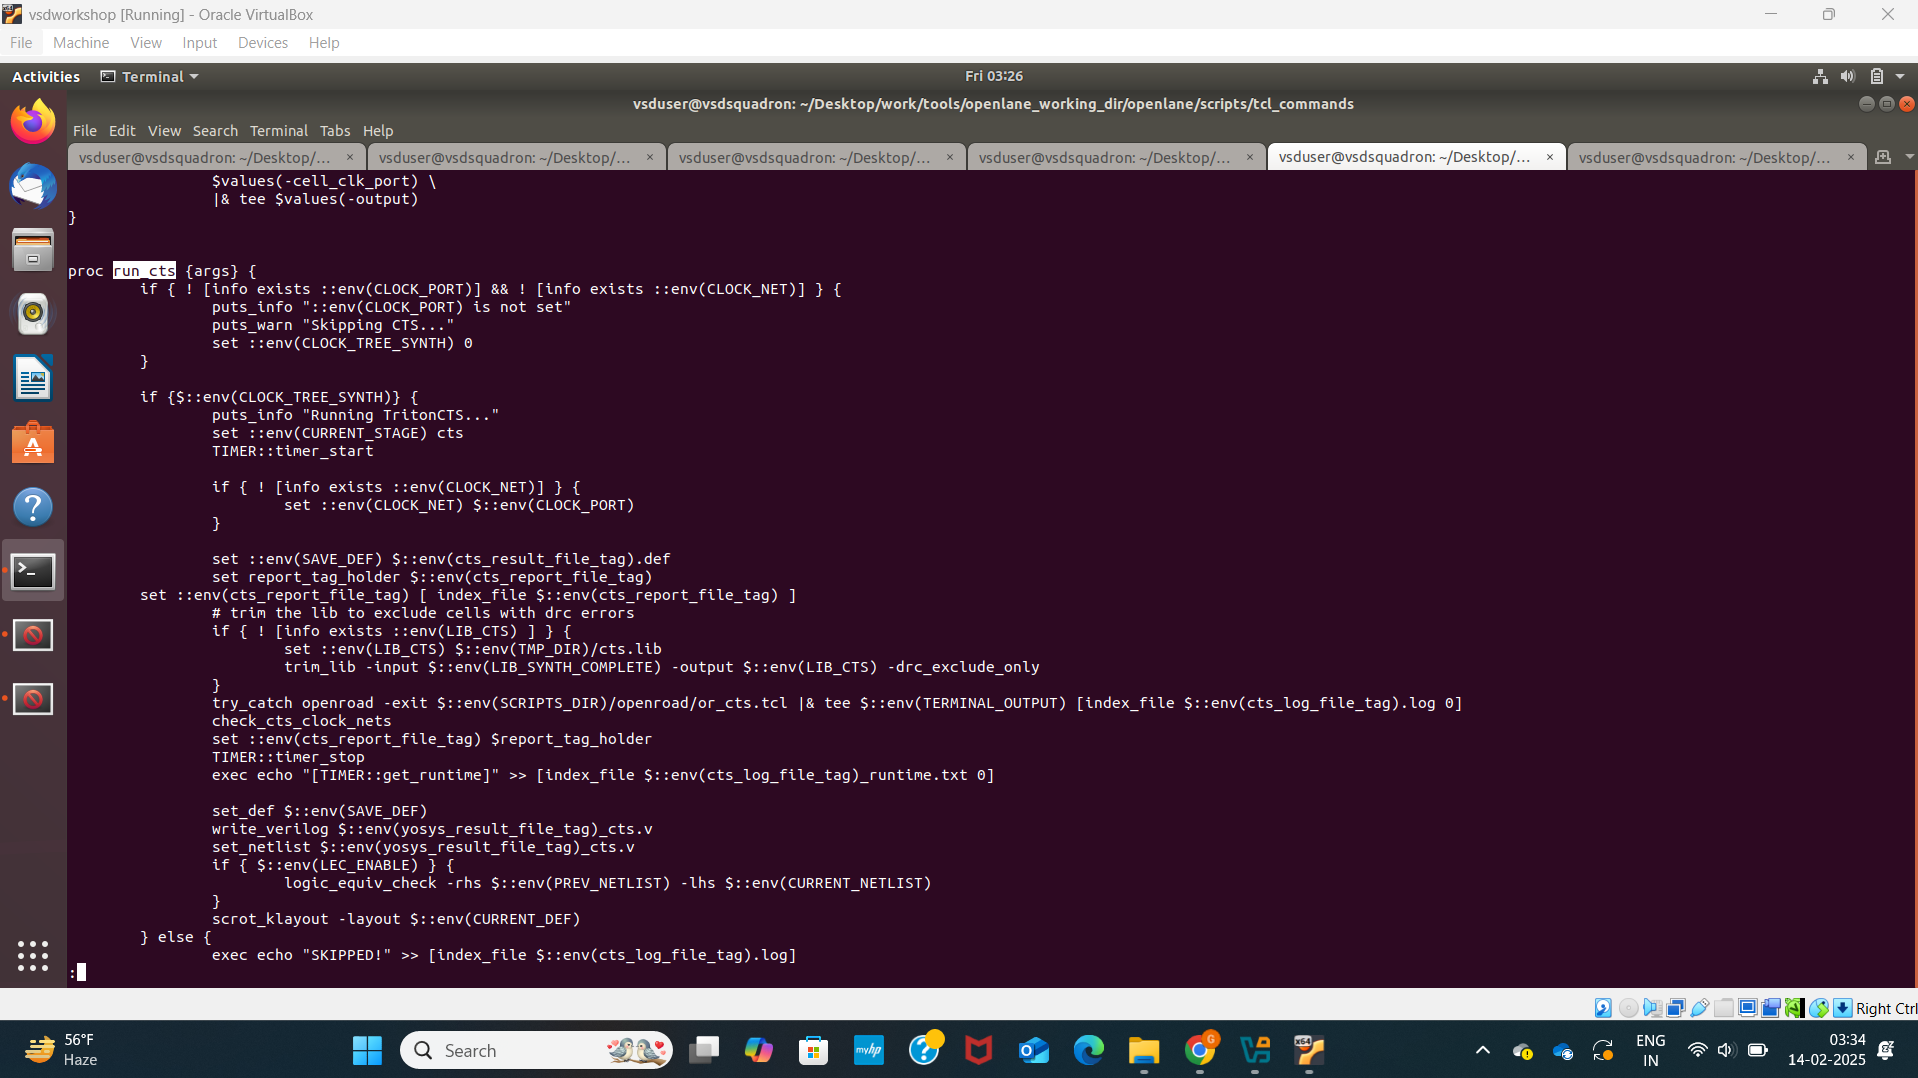 vsdworkshop [Running] - Oracle VirtualBox
File Machine View Input Devices Help
Activities Terminal Fri 03:26
vsduser@vsdsquadron: ~/Desktop/work/tools/openlane_working_dir/openlane/scripts/tcl_commands
File Edit View Search Terminal Tabs Help
vsduser@vsdsquadron: ~/Desktop/... × vsduser@vsdsquadron: ~/Desktop/... × vsduser@vsdsquadron: ~/Desktop/... × vsduser@vsdsquadron: ~/Desktop/... × vsduser@vsdsquadron: ~/Desktop/... × vsduser@vsdsquadron: ~/Desktop/... ×
$values(-cell_clk_port) \
|& tee $values(-output)
}
proc run_cts {args} {
if { ! [info exists ::env(CLOCK_PORT)] && ! [info exists ::env(CLOCK_NET)] } {
puts_info "::env(CLOCK_PORT) is not set"
puts_warn "Skipping CTS..."
set ::env(CLOCK_TREE_SYNTH) 0
}
if {$::env(CLOCK_TREE_SYNTH)} {
puts_info "Running TritonCTS..."
set ::env(CURRENT_STAGE) cts
TIMER::timer_start
if { ! [info exists ::env(CLOCK_NET)] } {
set ::env(CLOCK_NET) $::env(CLOCK_PORT)
}
set ::env(SAVE_DEF) $::env(cts_result_file_tag).def
set report_tag_holder $::env(cts_report_file_tag)
set ::env(cts_report_file_tag) [ index_file $::env(cts_report_file_tag) ]
# trim the lib to exclude cells with drc errors
if { ! [info exists ::env(LIB_CTS) ] } {
set ::env(LIB_CTS) $::env(TMP_DIR)/cts.lib
trim_lib -input $::env(LIB_SYNTH_COMPLETE) -output $::env(LIB_CTS) -drc_exclude_only
}
try_catch openroad -exit $::env(SCRIPTS_DIR)/openroad/or_cts.tcl |& tee $::env(TERMINAL_OUTPUT) [index_file $::env(cts_log_file_tag).log 0]
check_cts_clock_nets
set ::env(cts_report_file_tag) $report_tag_holder
TIMER::timer_stop
exec echo "[TIMER::get_runtime]" >> [index_file $::env(cts_log_file_tag)_runtime.txt 0]
set_def $::env(SAVE_DEF)
write_verilog $::env(yosys_result_file_tag)_cts.v
set_netlist $::env(yosys_result_file_tag)_cts.v
if { $::env(LEC_ENABLE) } {
logic_equiv_check -rhs $::env(PREV_NETLIST) -lhs $::env(CURRENT_NETLIST)
}
scrot_klayout -layout $::env(CURRENT_DEF)
} else {
exec echo "SKIPPED!" >> [index_file $::env(cts_log_file_tag).log]
:
Right Ctrl
56°F
Haze
Search
myhp
G
x64
ENG
IN
03:34
14-02-2025